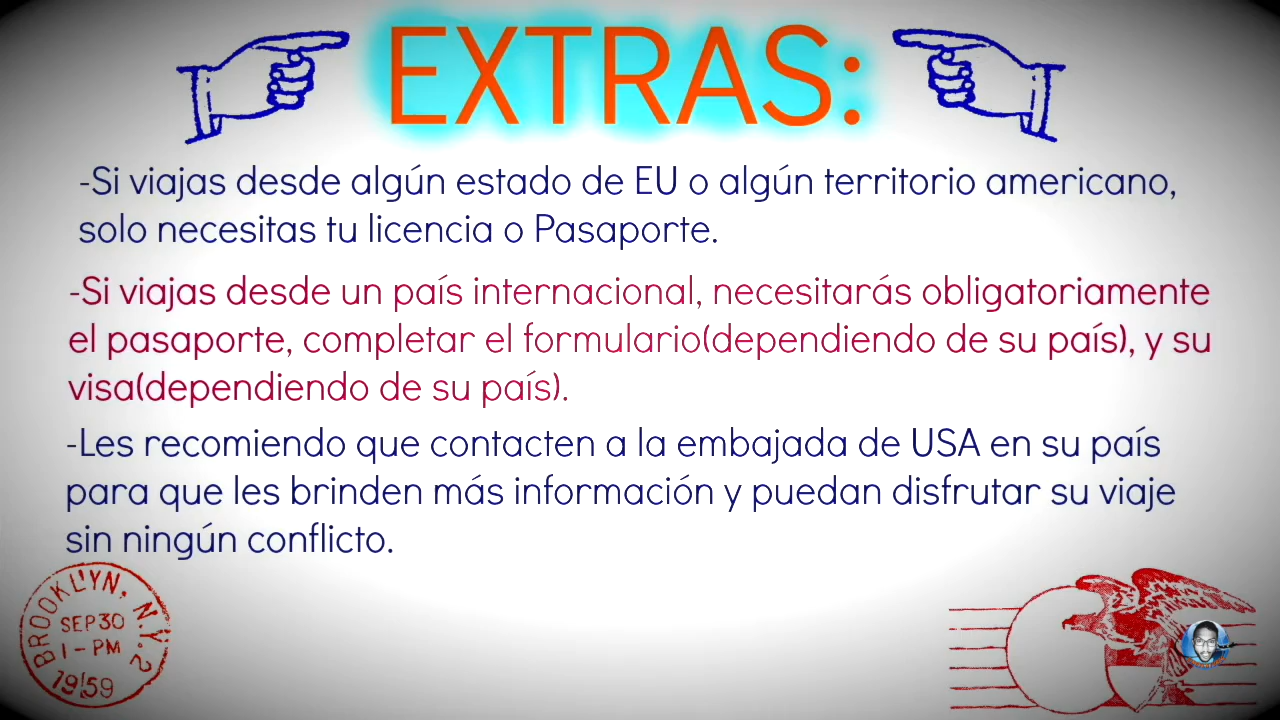 EXTRAS:
-Si viajas desde algún estado de EU o algún territorio americano,
solo necesitas tu licencia o Pasaporte.
-Si viajas desde un país internacional, necesitarás obligatoriamente
el pasaporte, completar el formulario(dependiendo de su país), y su
visa(dependiendo de su país).
-Les recomiendo que contacten a la embajada de USA en su país
para que les brinden más información y puedan disfrutar su viaje
sin ningún conflicto.
BROOKLYN, N.Y. 2
SEP 30
1 - PM
1959